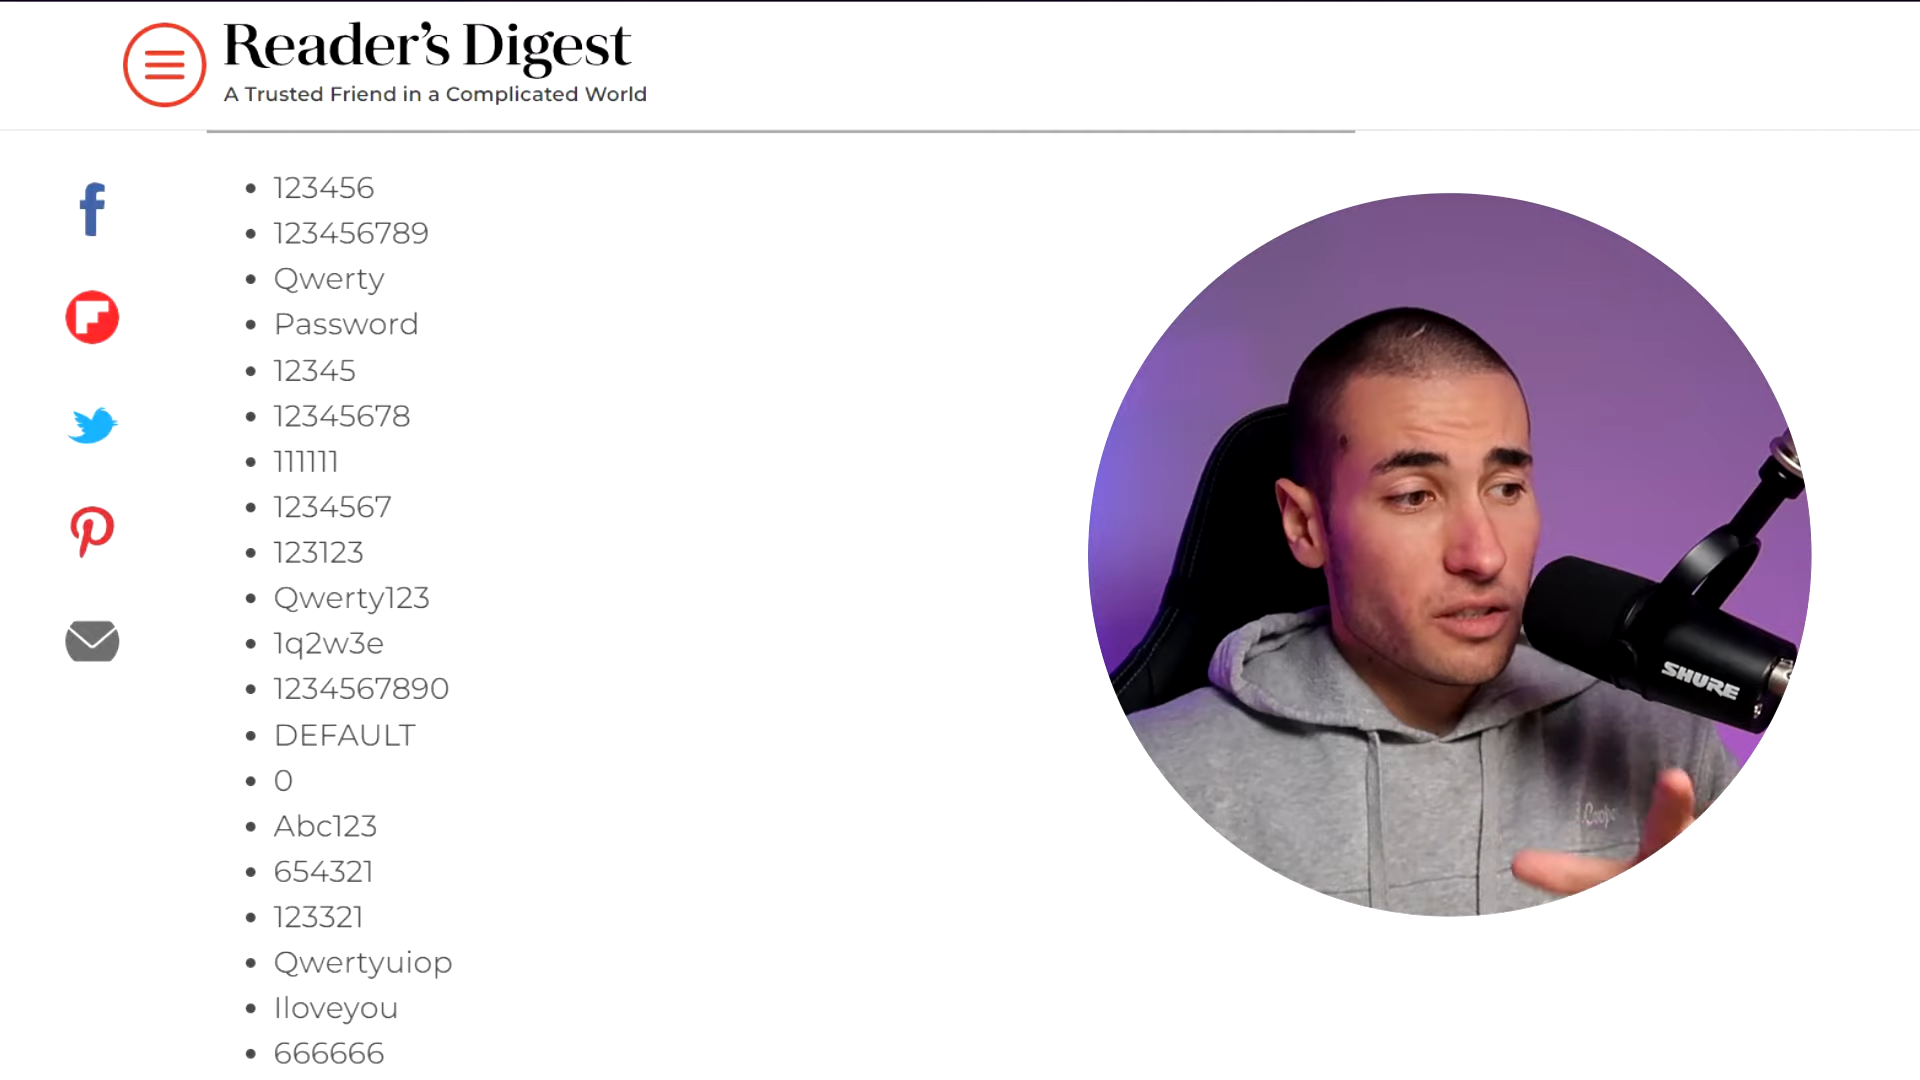 Reader's Digest
A Trusted Friend in a Complicated World
123456
123456789
Qwerty
Password
12345
12345678
111111
1234567
123123
Qwerty123
1q2w3e
1234567890
DEFAULT
0
Abc123
654321
123321
Qwertyuiop
Iloveyou
666666
SHURE